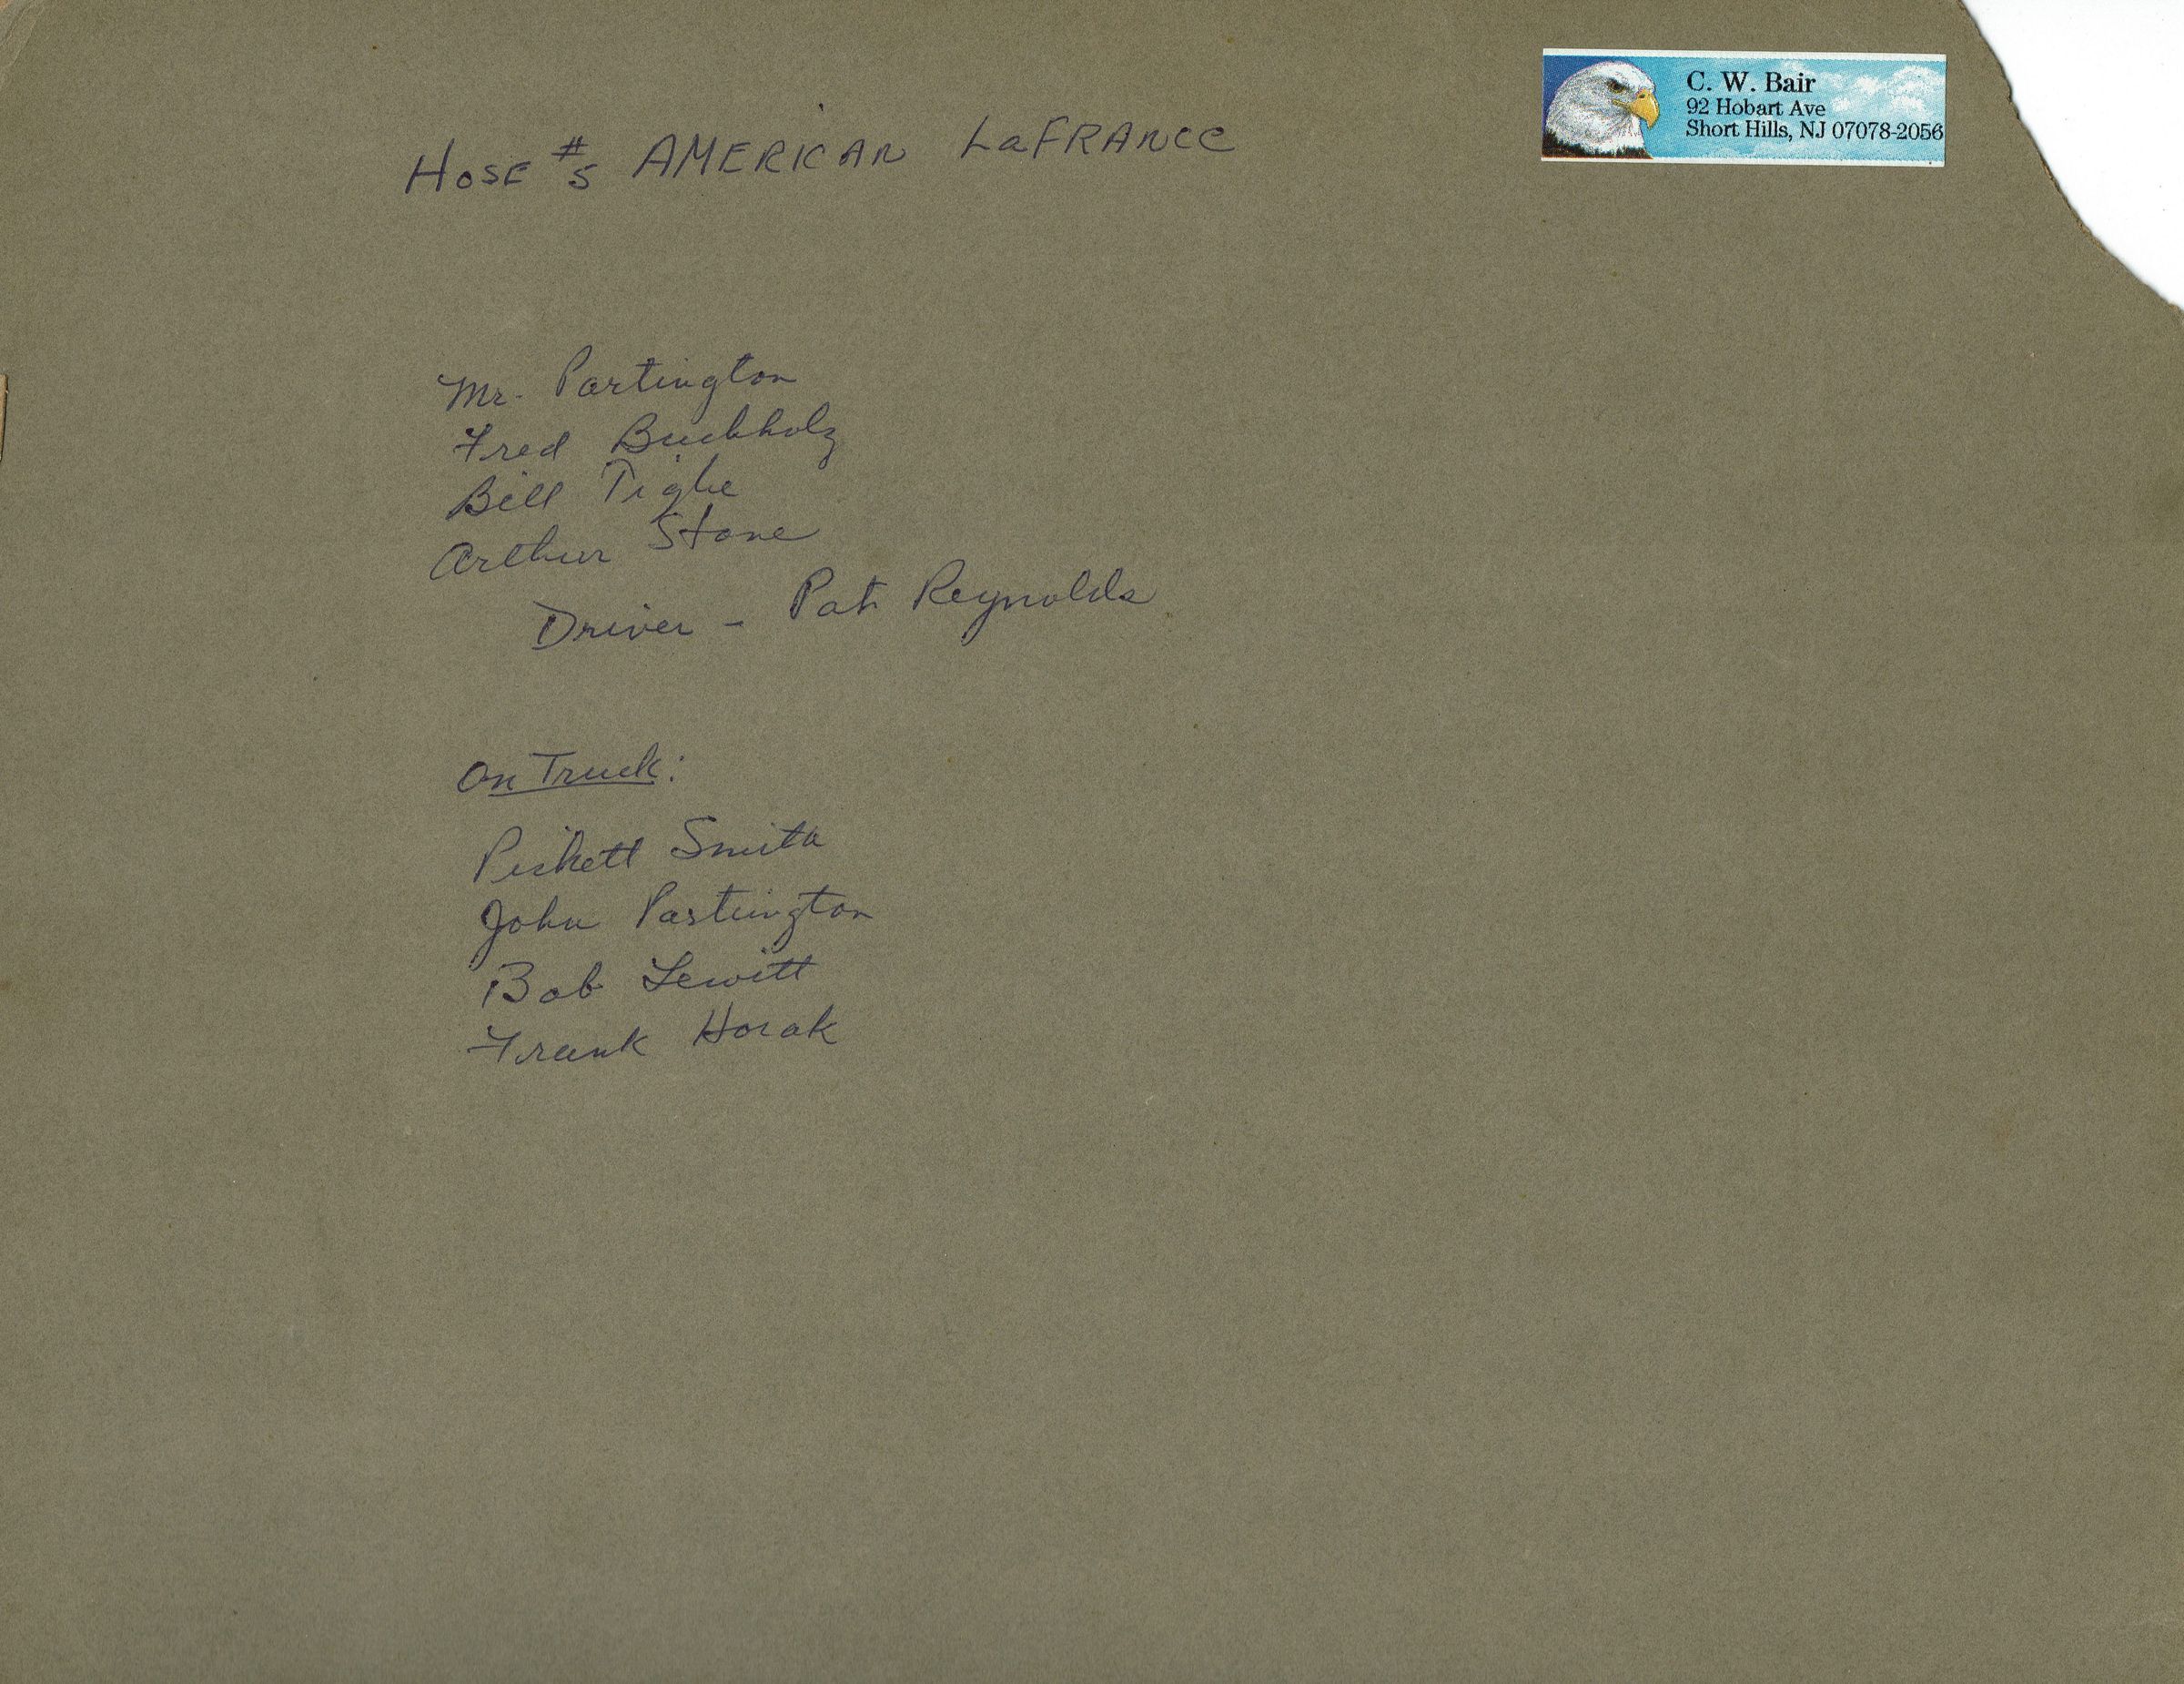 C. W. Bair
92 Hobart Ave
Short Hills, NJ 07078-2056
Hose #5 AMERICAN LaFRANCE
Mr. Partington
Fred Buchholz
Bill Tighe
Arthur Stone
Driver - Pat Reynolds
On Truck:
Smith
John Partington
Bob Lewitt
Frank Horak